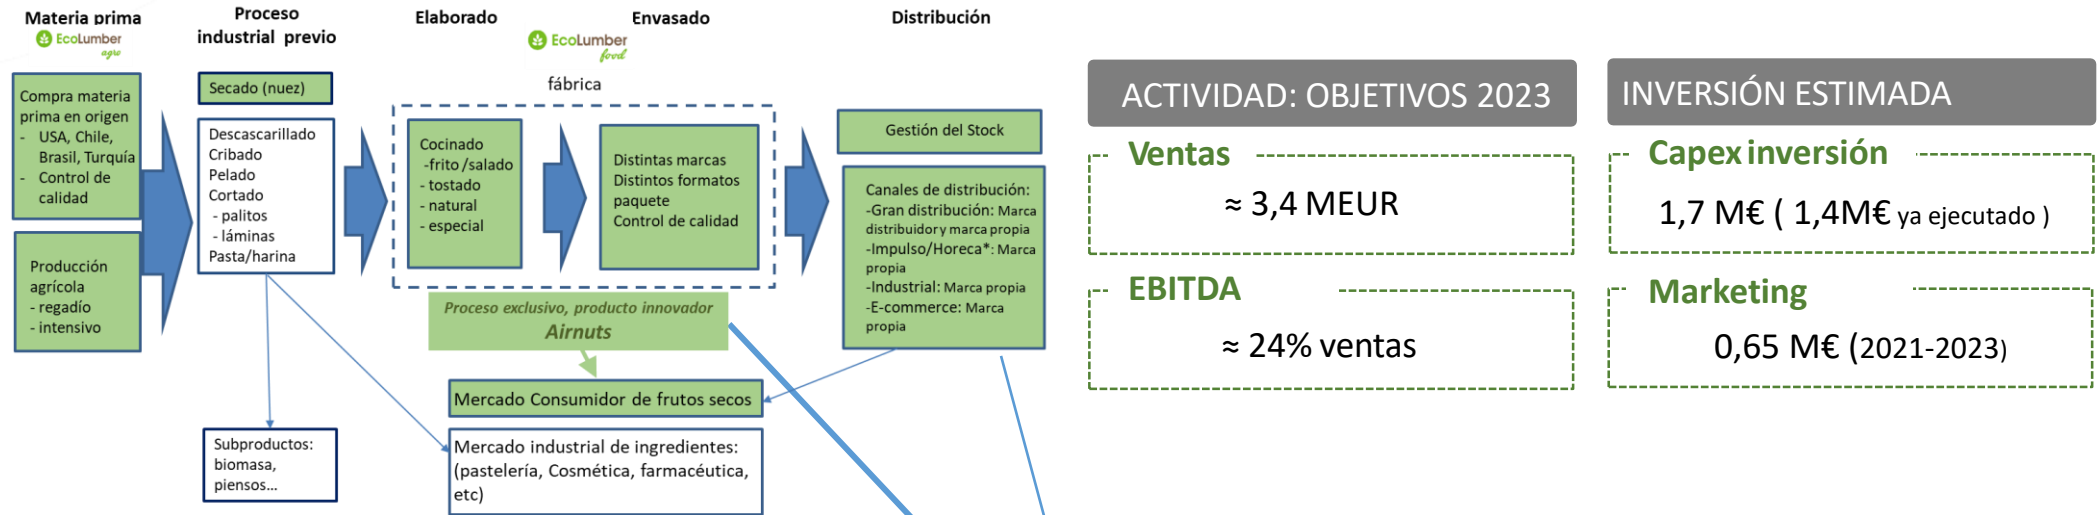 Materia prima
EcoLumber
agro
Proceso
industrial previo
Elaborado
Envasado
EcoLumber
food
Distribución
Compra materia
prima en origen
- USA, Chile,
Brasil, Turquía
- Control de
calidad
Producción
agrícola
- regadío
- intensivo
Secado (nuez)
Descascarillado
Cribado
Pelado
Cortado
- palitos
- láminas
Pasta/harina
fábrica
Cocinado
-frito/salado
- tostado
- natural
- especial
Distintas marcas
Distintos formatos
paquete
Control de calidad
Gestión del Stock
Canales de distribución:
-Gran distribución: Marca
distribuidor y marca propia
-Impulso/Horeca*: Marca
propia
-Industrial: Marca propia
-E-commerce: Marca
propia
Proceso exclusivo, producto innovador
Airnuts
Mercado Consumidor de frutos secos
Subproductos:
biomasa,
piensos...
Mercado industrial de ingredientes:
(pastelería, Cosmética, farmacéutica,
etc)
ACTIVIDAD: OBJETIVOS 2023
Ventas
≈ 3,4 MEUR
EBITDA
≈ 24% ventas
INVERSIÓN ESTIMADA
Capex inversión
1,7 M€ ( 1,4M€ ya ejecutado )
Marketing
0,65 M€ (2021-2023)